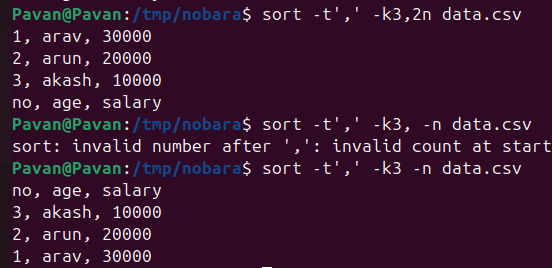 Pavan@Pavan:/tmp/nobara$ sort -t',' -k3,2n data.csv
1, arav, 30000
2, arun, 20000
3, akash, 10000
no, age, salary
Pavan@Pavan:/tmp/nobara$ sort -t',' -k3, -n data.csv
sort: invalid number after ',': invalid count at start
Pavan@Pavan:/tmp/nobara$ sort -t',' -k3 -n data.csv
no, age, salary
3, akash, 10000
2, arun, 20000
1, arav, 30000